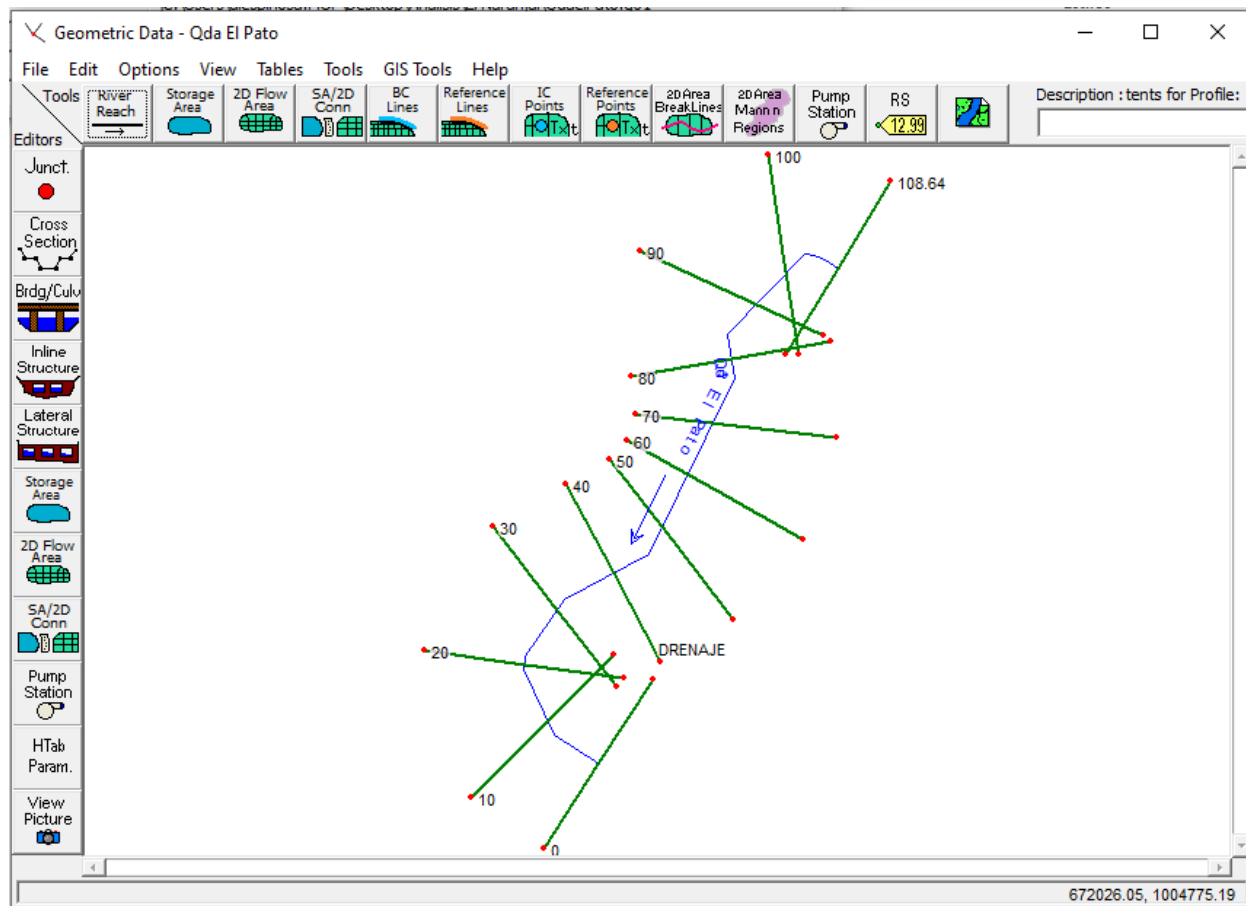 Geometric Data - Qda El Pato
File Edit Options View Tables Tools GIS Tools Help
Tools
Editors
River
Reach
Storage
Area
2D Flow
Area
SA/2D
Conn
BC
Lines
Reference
Lines
IC
Points
Reference
Points
2D Area
BreakLines
2D Area
Mann n
Regions
Pump
Station
RS
12.99
Description : tents for Profile:
Junct.
Cross
Section
Brdg/Culv
Inline
Structure
Lateral
Structure
Storage
Area
2D Flow
Area
SA/2D
Conn
Pump
Station
HTab
Param.
View
Picture
100
108.64
90
80
Qda El Pato
70
60
50
40
30
DRENAJE
20
10
0
672026.05, 1004775.19